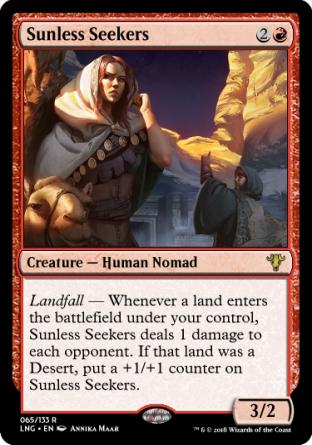 Sunless Seekers 2
Creature — Human Nomad
Landfall — Whenever a land enters
the battlefield under your control,
Sunless Seekers deals 1 damage to
each opponent. If that land was a
Desert, put a +1/+1 counter on
Sunless Seekers.
3/2
065/133 R
LNG • EN Annika Maar
™ & © 2018 Wizards of the Coast